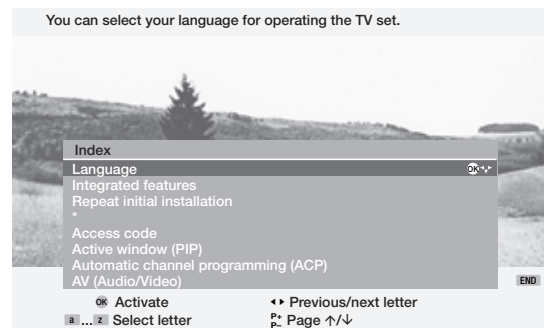 You can select your language for operating the TV set.
Index
Language OK
Integrated features
Repeat initial installation
*
Access code
Active window (PIP)
Automatic channel programming (ACP)
AV (Audio/Video)
END
OK Activate ◂ ▸ Previous/next letter
a ... z Select letter P+ P– Page ↑/↓